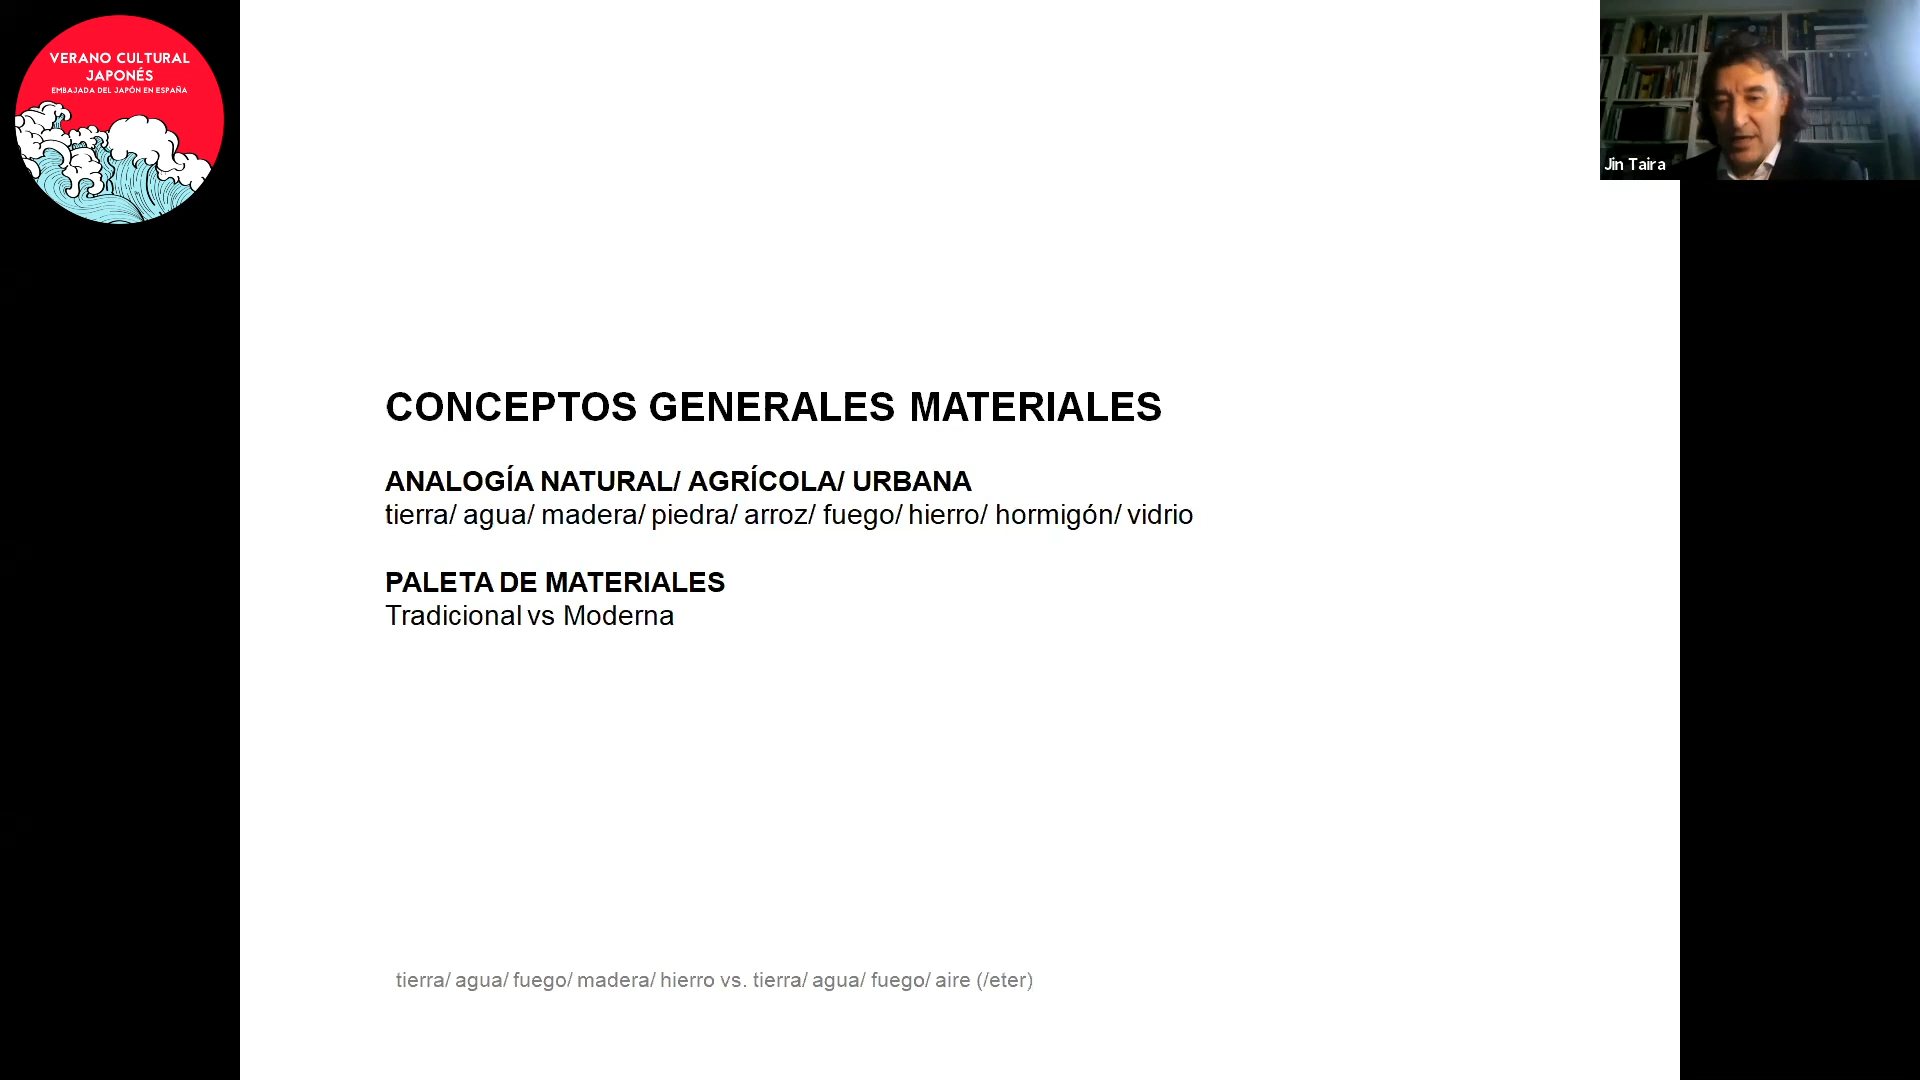 VERANO CULTURAL
JAPONÉS
EMBAJADA DEL JAPÓN EN ESPAÑA
Jin Taira
CONCEPTOS GENERALES MATERIALES
ANALOGÍA NATURAL/ AGRÍCOLA/ URBANA
tierra/ agua/ madera/ piedra/ arroz/ fuego/ hierro/ hormigón/ vidrio
PALETA DE MATERIALES
Tradicional vs Moderna
tierra/ agua/ fuego/ madera/ hierro vs. tierra/ agua/ fuego/ aire (/eter)